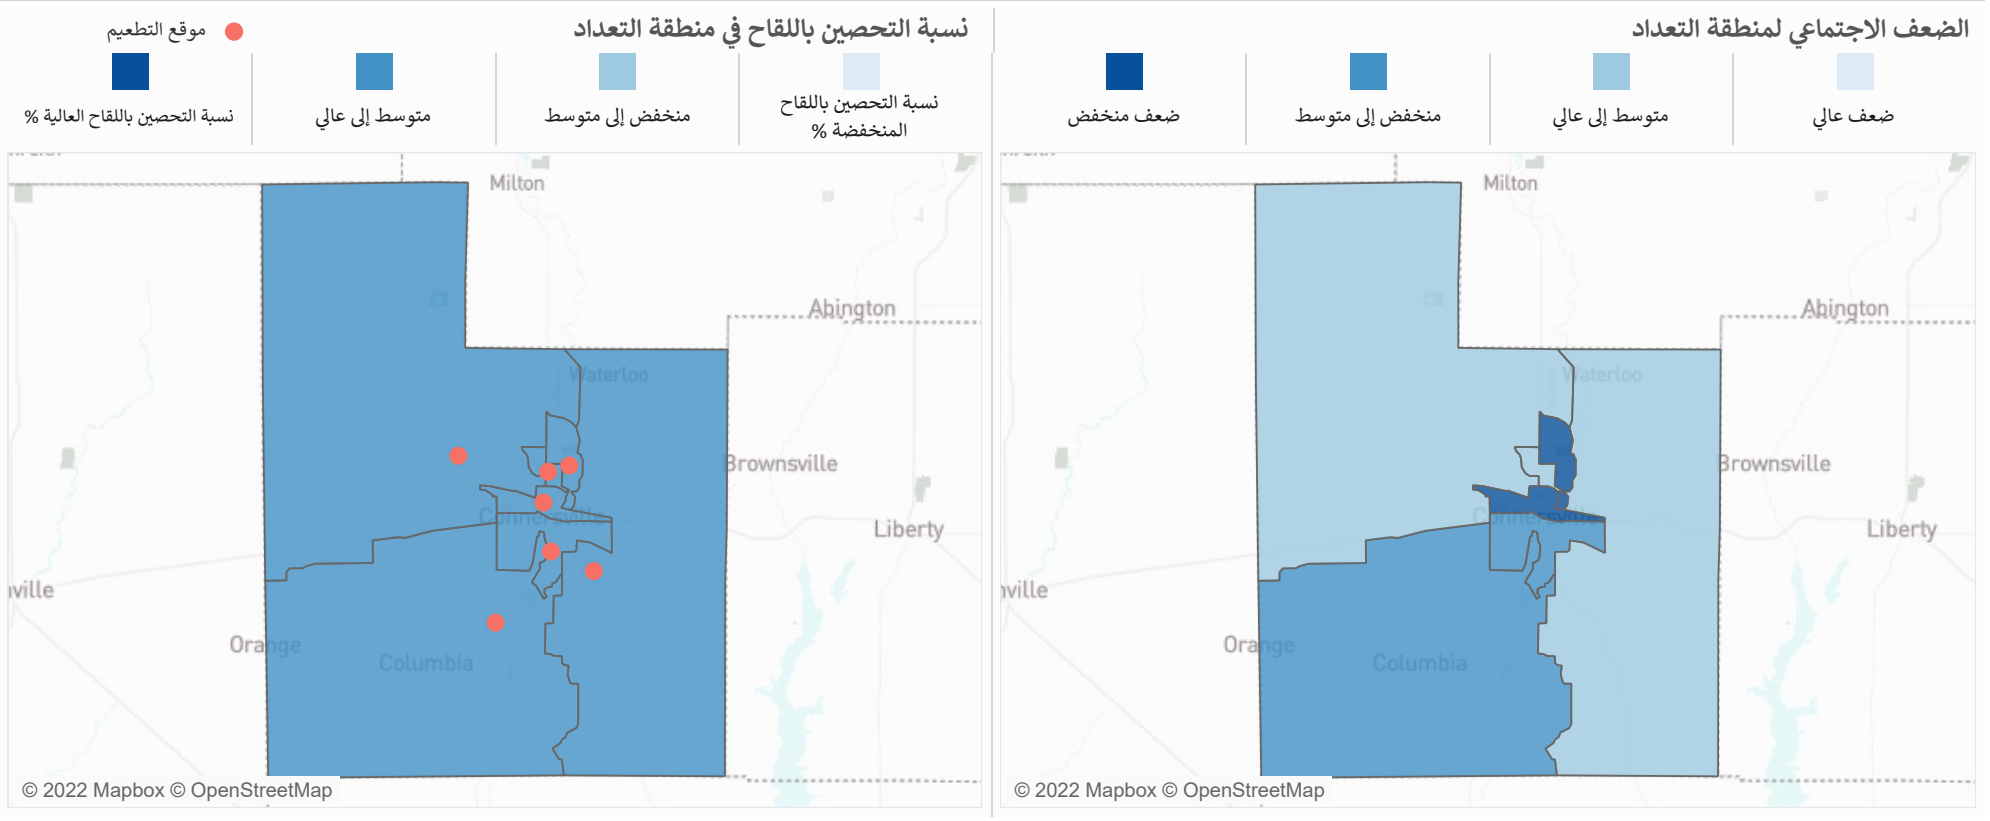 الضعف الاجتماعي لمنطقة التعداد
ضعف عالي
متوسط إلى عالي
منخفض إلى متوسط
ضعف منخفض
Milton
Abington
Waterloo
Brownsville
Connersville
Liberty
Orange
Columbia
© 2022 Mapbox © OpenStreetMap
نسبة التحصين باللقاح في منطقة التعداد
موقع التطعيم
نسبة التحصين باللقاح
المنخفضة %
منخفض إلى متوسط
متوسط إلى عالي
نسبة التحصين باللقاح العالية %
Milton
Abington
Waterloo
Brownsville
Connersville
Liberty
Orange
Columbia
© 2022 Mapbox © OpenStreetMap